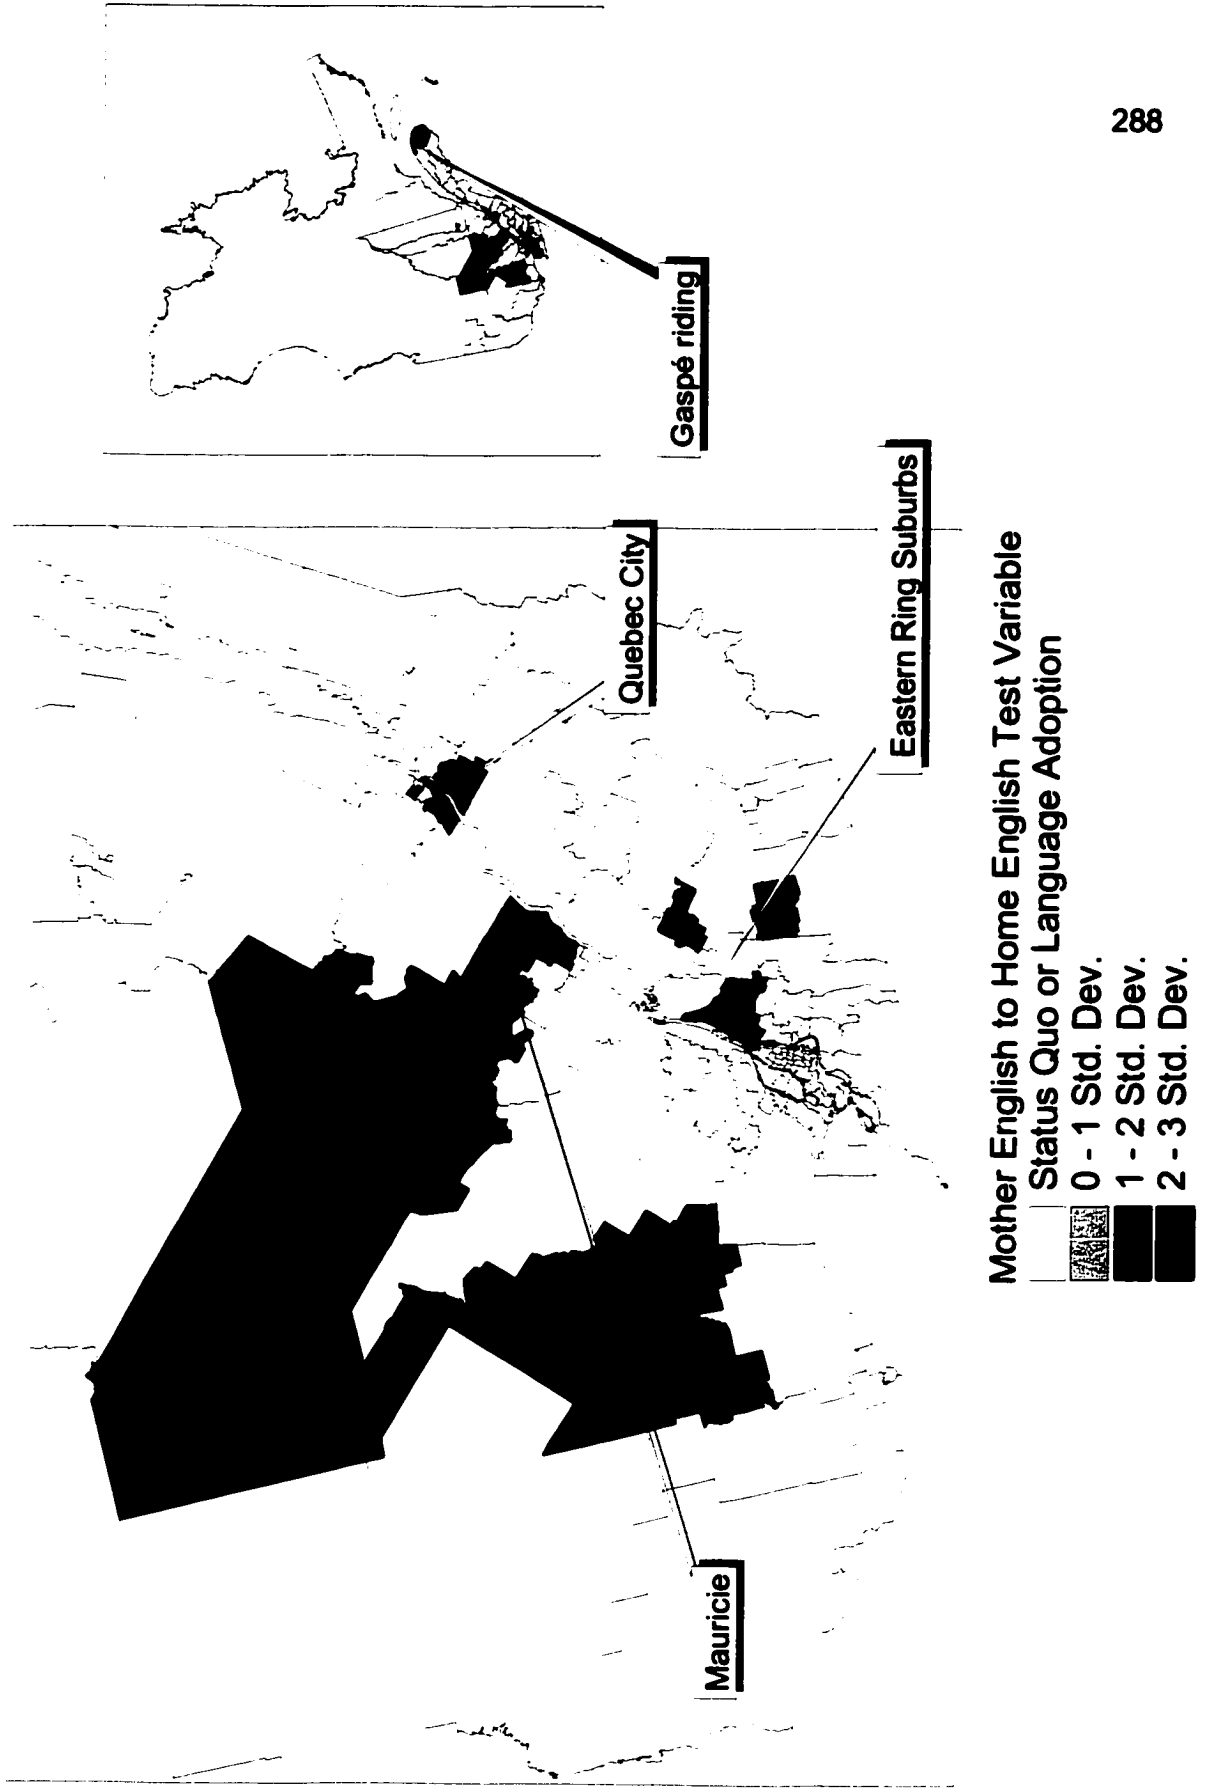 288
Gaspé riding
Quebec City
Eastern Ring Suburbs
Mauricie
Mother English to Home English Test Variable
Status Quo or Language Adoption
0 - 1 Std. Dev.
1 - 2 Std. Dev.
2 - 3 Std. Dev.